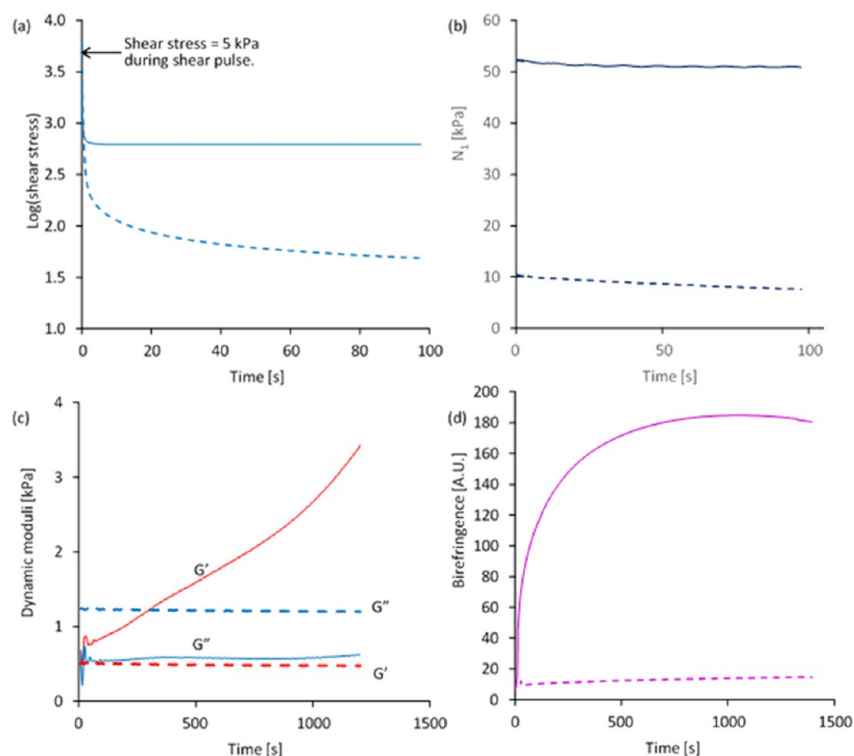 (a)
4.0
3.5
3.0
2.5
2.0
1.5
1.0
Log(shear stress)
Shear stress = 5 kPa
during shear pulse.
0
20
40
60
80
100
Time [s]
(b)
60
50
40
30
20
10
0
N₁ [kPa]
0
50
100
Time [s]
(c)
4
3
2
1
0
Dynamic moduli [kPa]
G′
G″
G″
G′
0
500
1000
1500
Time [s]
(d)
200
180
160
140
120
100
80
60
40
20
0
Birefringence [A.U.]
0
500
1000
1500
Time [s]